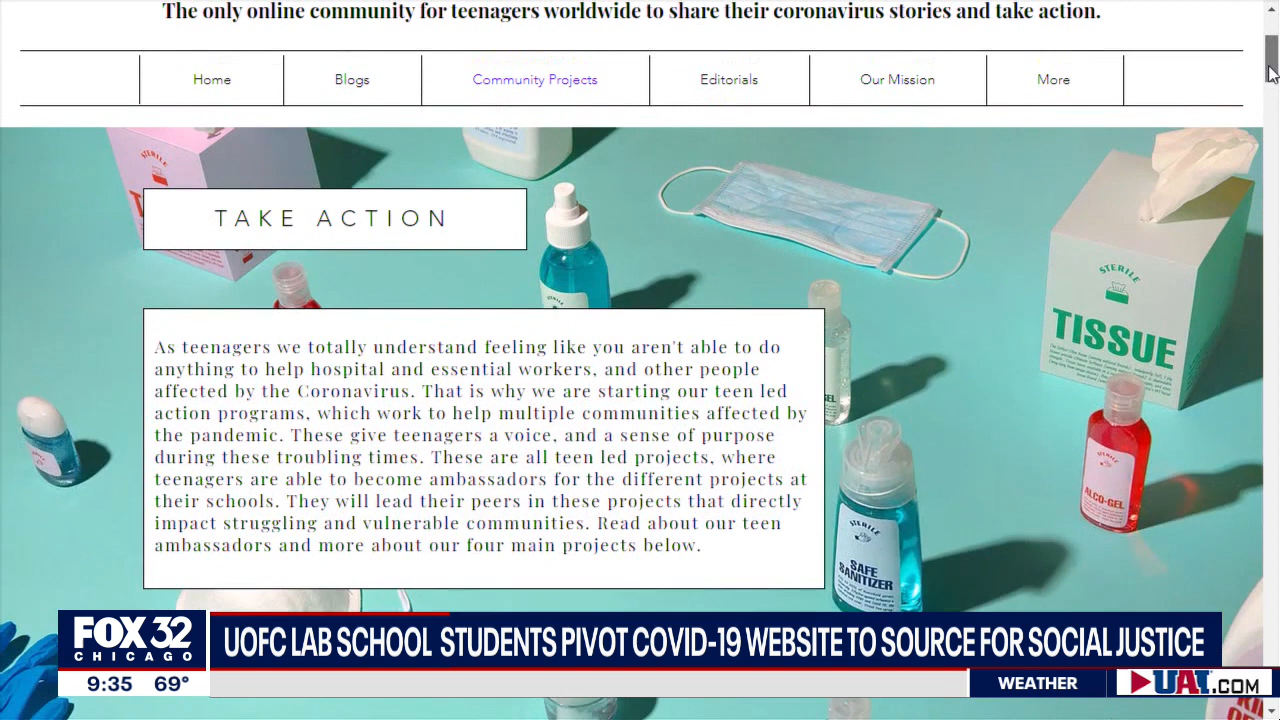 The only online community for teenagers worldwide to share their coronavirus stories and take action.
Home
Blogs
Community Projects
Editorials
Our Mission
More
STERILE
TAKE ACTION
STERILE
TISSUE
As teenagers we totally understand feeling like you aren't able to do
anything to help hospital and essential workers, and other people
affected by the Coronavirus. That is why we are starting our teen led
action programs, which work to help multiple communities affected by
the pandemic. These give teenagers a voice, and a sense of purpose
during these troubling times. These are all teen led projects, where
teenagers are able to become ambassadors for the different projects at
their schools. They will lead their peers in these projects that directly
impact struggling and vulnerable communities. Read about our teen
ambassadors and more about our four main projects below.
STERILE
ALCO-GEL
STERILE
SAFE
SANITIZER
FOX 32
CHICAGO
UOFC LAB SCHOOL STUDENTS PIVOT COVID-19 WEBSITE TO SOURCE FOR SOCIAL JUSTICE
9:35 69°
WEATHER
UATI.COM